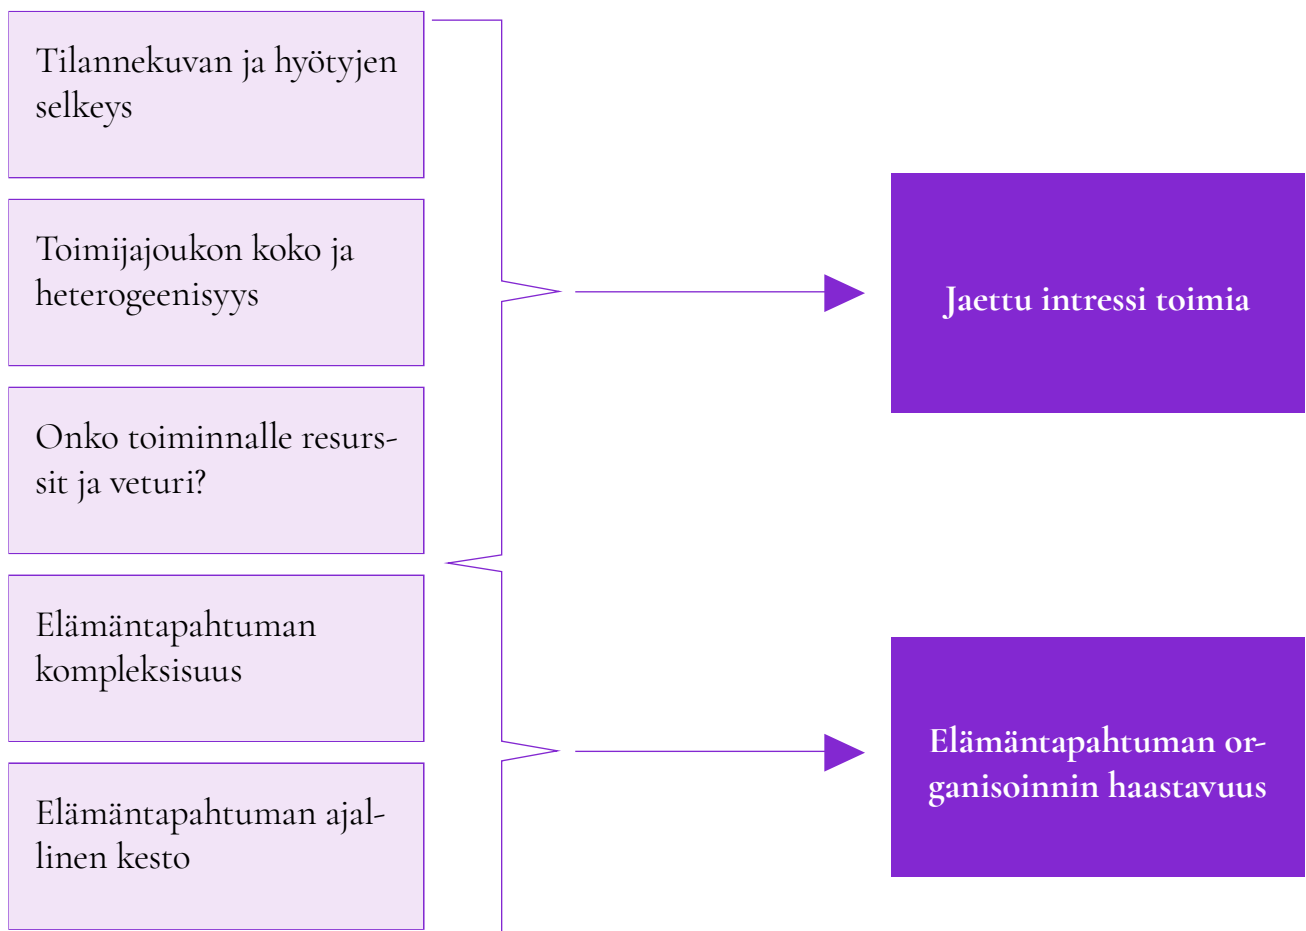 Tilannekuvan ja hyötyjen
selkeys
Toimijajoukon koko ja
heterogeenisyys
Onko toiminnalle resurs-
sit ja veturi?
Elämäntapahtuman
kompleksisuus
Elämäntapahtuman ajal-
linen kesto
Jaettu intressi toimia
Elämäntapahtuman or-
ganisoinnin haastavuus